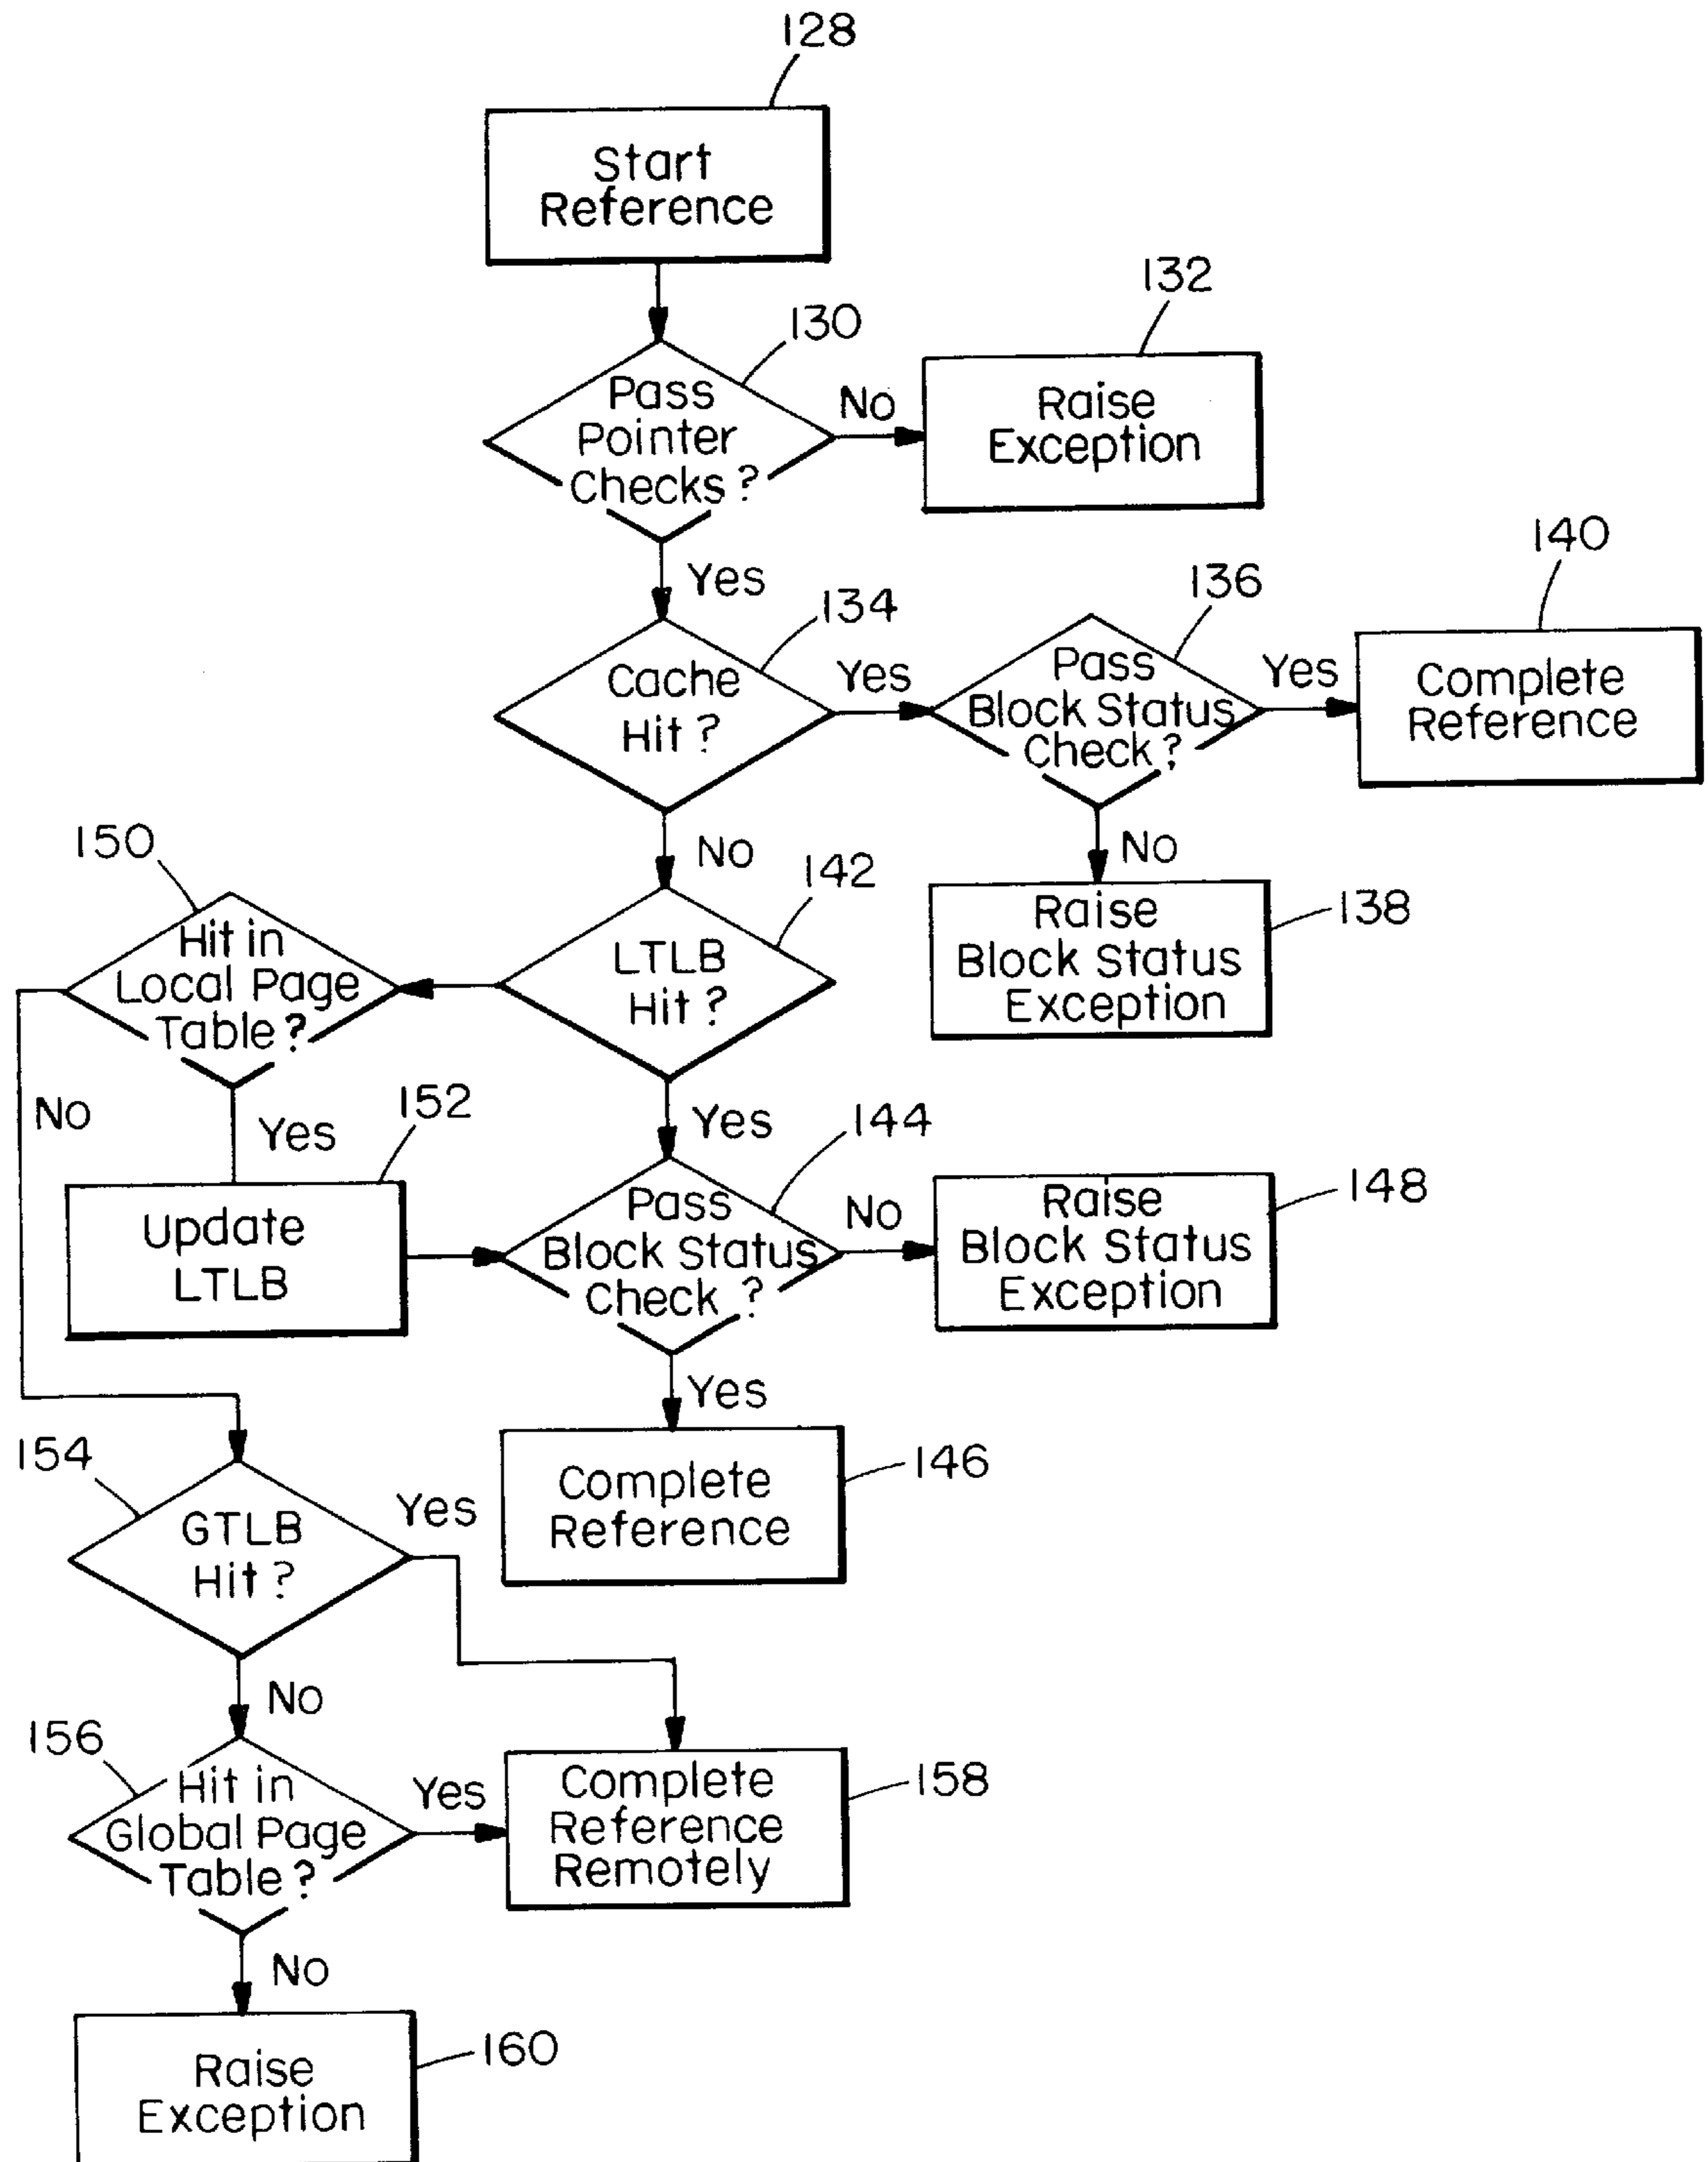 128
Start
Reference
130
132
Pass
Pointer
Checks ?
No
Raise
Exception
Yes
134
136
140
Cache
Hit ?
Yes
Pass
Block Status
Check ?
Yes
Complete
Reference
No
No
138
Raise
Block Status
Exception
150
142
Hit in
Local Page
Table ?
LTLB
Hit ?
No
Yes
152
Yes
144
148
Update
LTLB
Pass
Block Status
Check ?
No
Raise
Block Status
Exception
Yes
154
146
GTLB
Hit ?
Yes
Complete
Reference
No
156
158
Hit in
Global Page
Table ?
Yes
Complete
Reference
Remotely
No
160
Raise
Exception